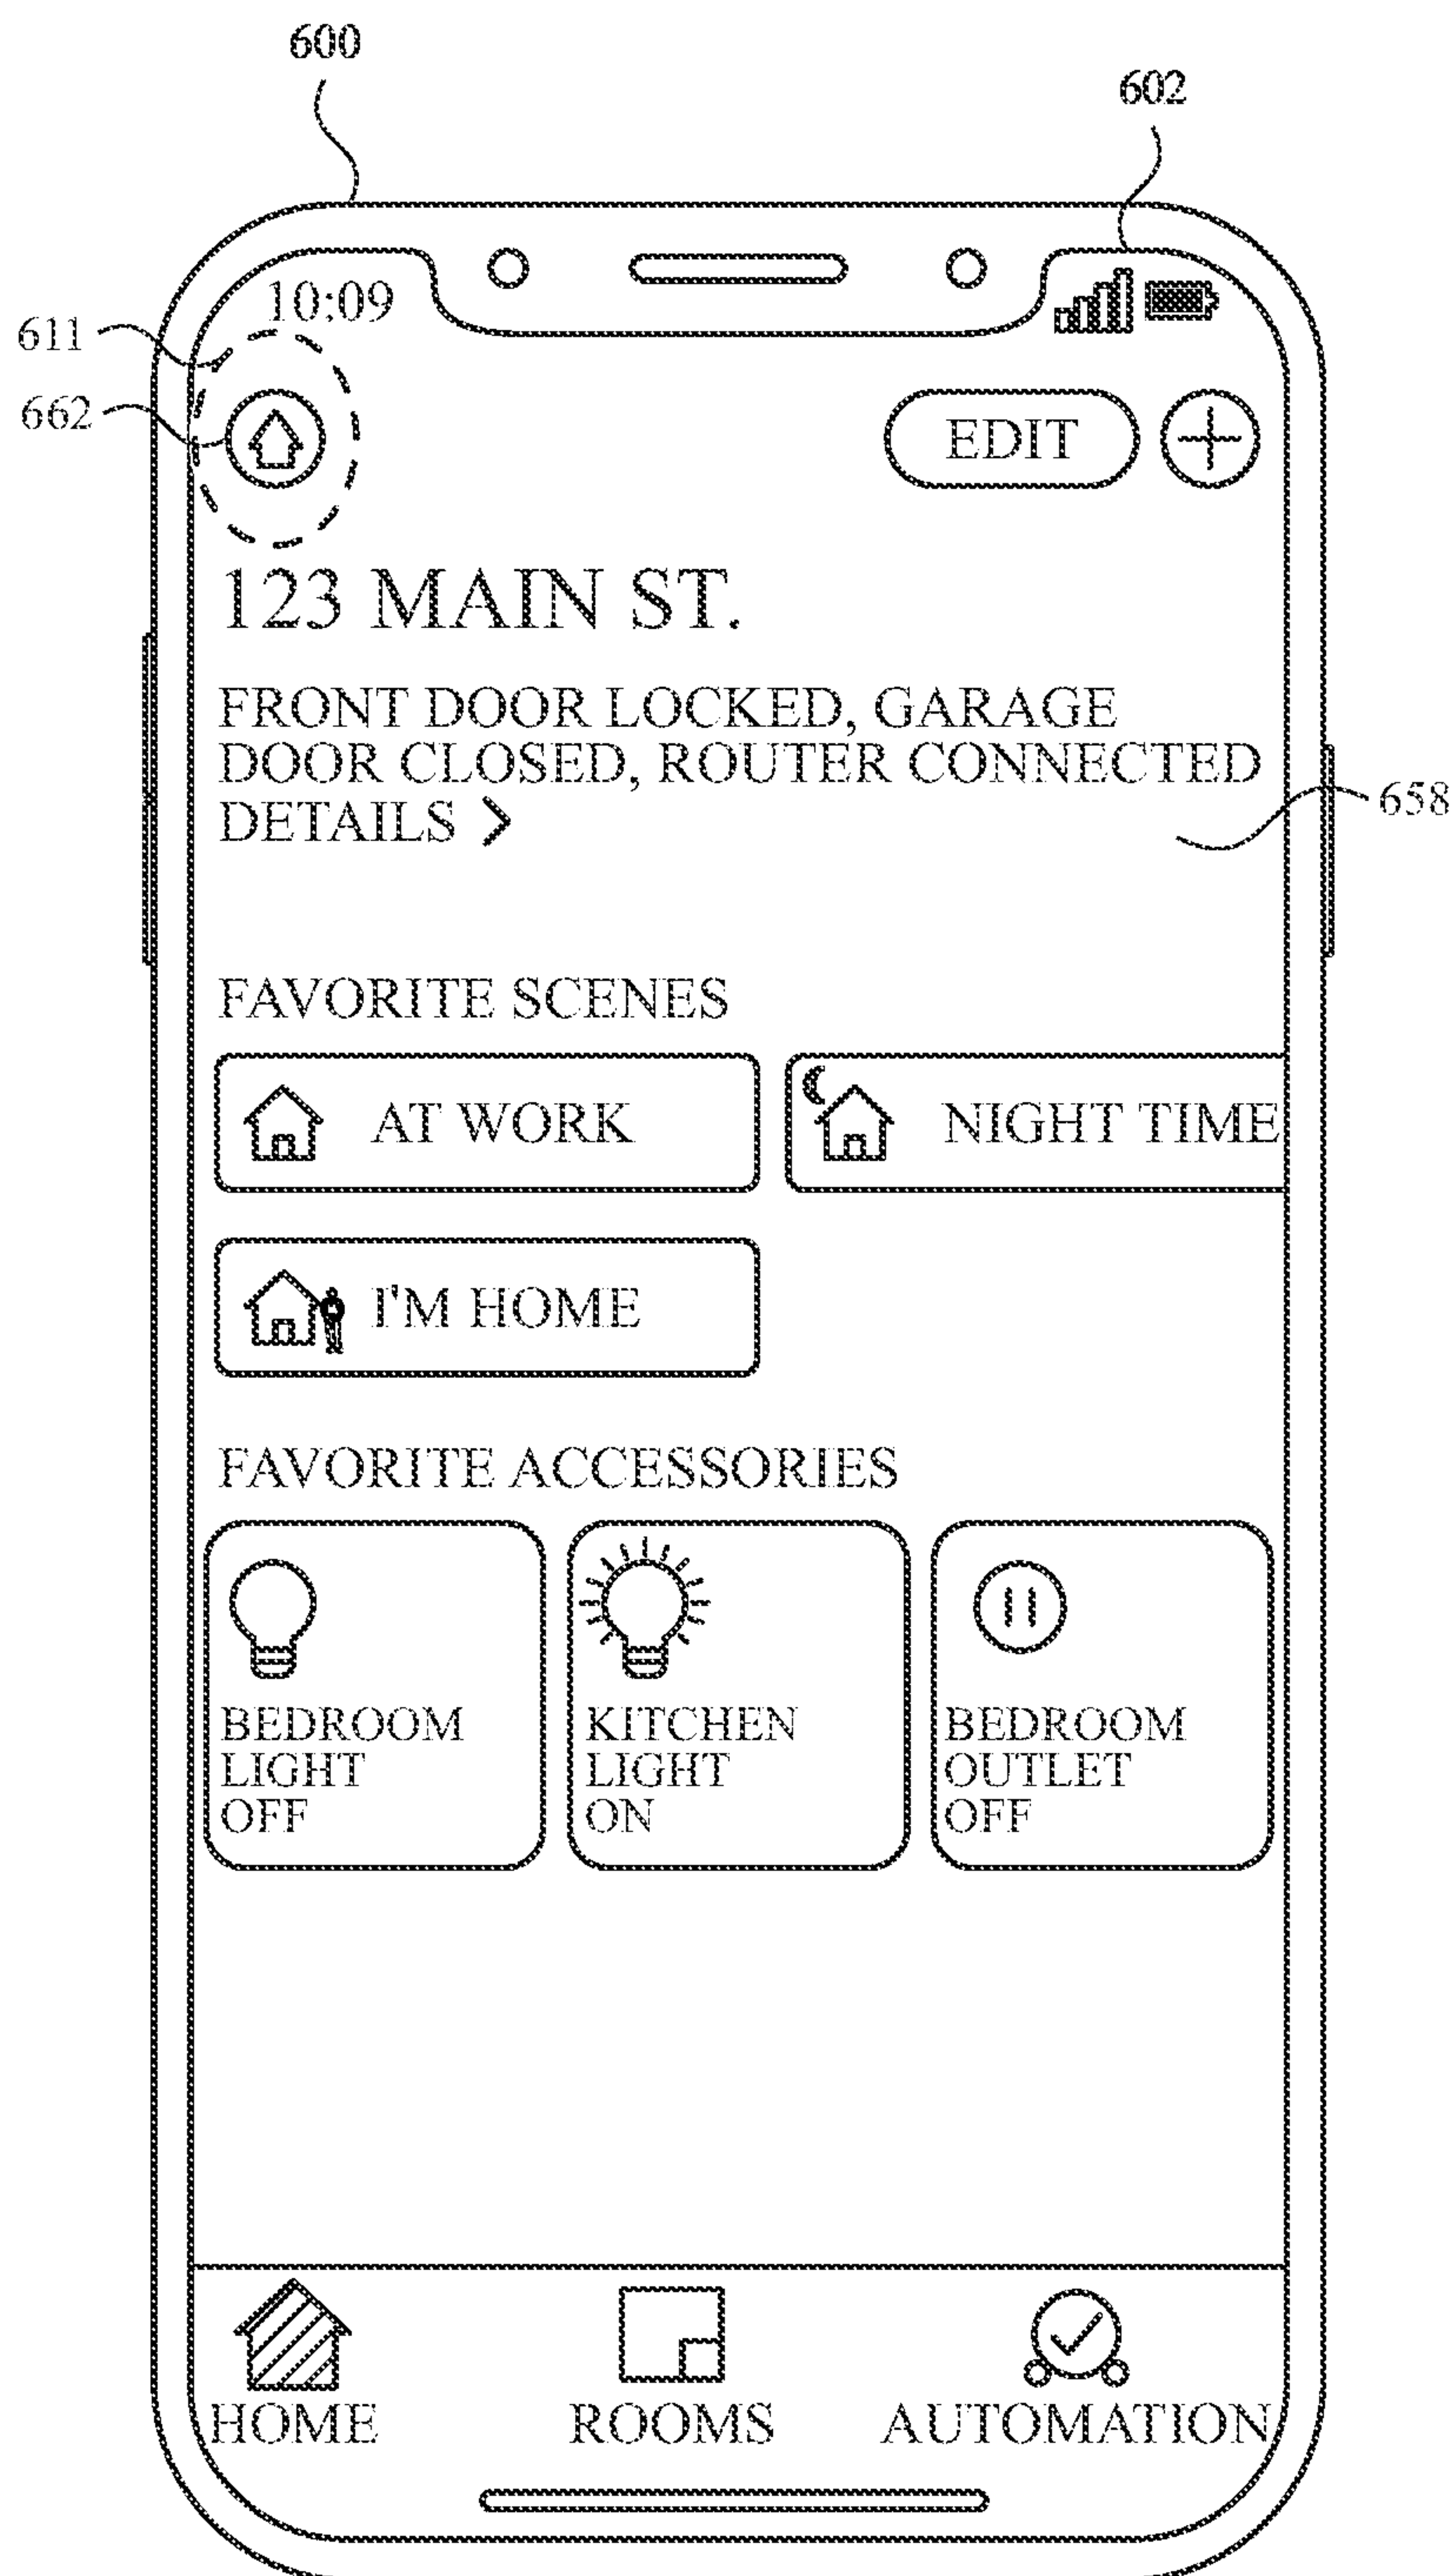 600
602
10:09
611
662
EDIT
123 MAIN ST.
FRONT DOOR LOCKED, GARAGE
DOOR CLOSED, ROUTER CONNECTED
DETAILS >
658
FAVORITE SCENES
AT WORK
NIGHT TIME
I'M HOME
FAVORITE ACCESSORIES
BEDROOM
LIGHT
OFF
KITCHEN
LIGHT
ON
BEDROOM
OUTLET
OFF
HOME
ROOMS
AUTOMATION